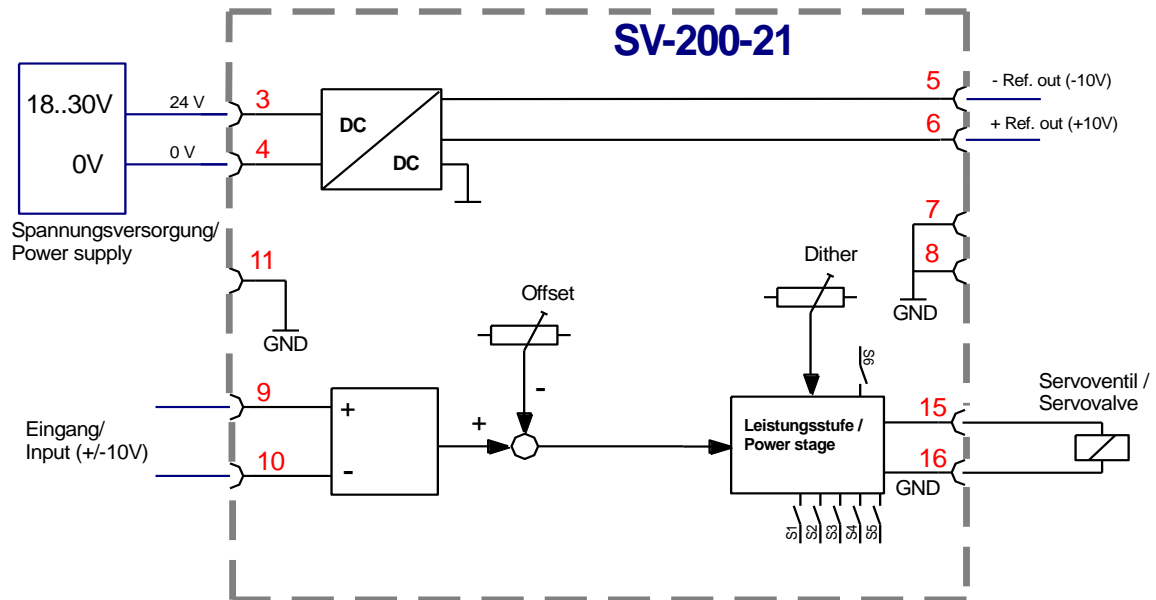 SV-200-21
18..30V
0V
24 V
0 V
3
4
DC
DC
5
6
- Ref. out (-10V)
+ Ref. out (+10V)
Spannungsversorgung/
Power supply
11
GND
7
8
GND
Offset
Dither
-
+
S6
Eingang/
Input (+/-10V)
9
10
+
-
Leistungsstufe /
Power stage
15
16
GND
Servoventil /
Servovalve
S1
S2
S3
S4
S5